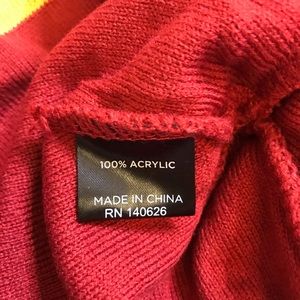 100% ACRYLIC
MADE IN CHINA
RN 140626